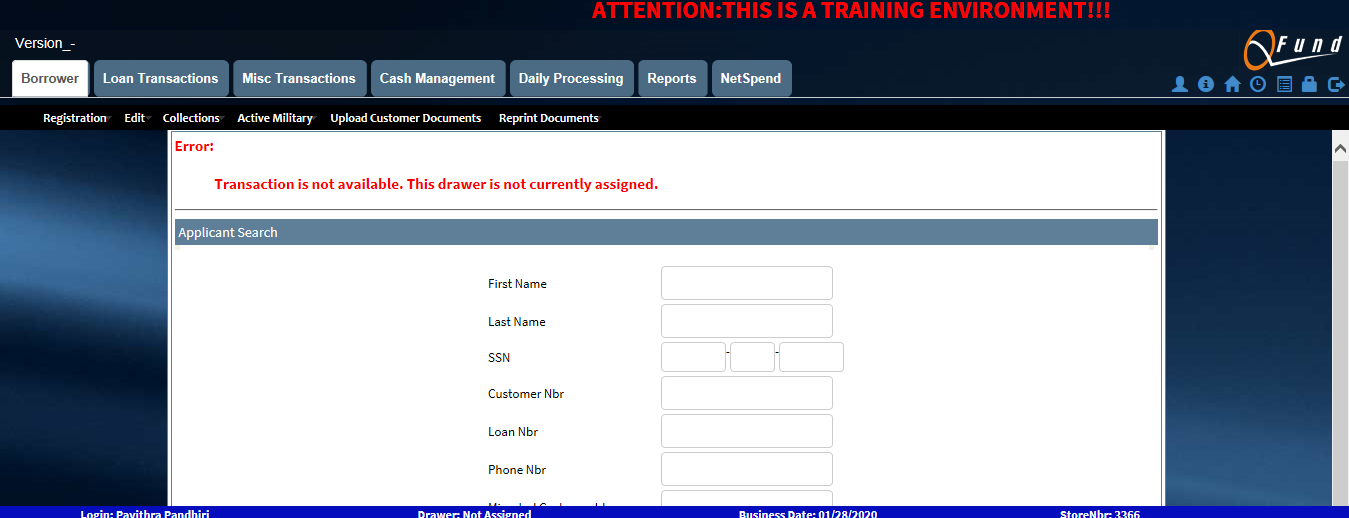 ATTENTION:THIS IS A TRAINING ENVIRONMENT!!!
Version_-
QFund
Borrower Loan Transactions Misc Transactions Cash Management Daily Processing Reports NetSpend
Registration Edit Collections Active Military Upload Customer Documents Reprint Documents
Error:
Transaction is not available. This drawer is not currently assigned.
Applicant Search
First Name
Last Name
SSN - -
Customer Nbr
Loan Nbr
Phone Nbr
Login: Pavithra Pandhiri Drawer: Not Assigned Business Date: 01/28/2020 StoreNbr: 3366